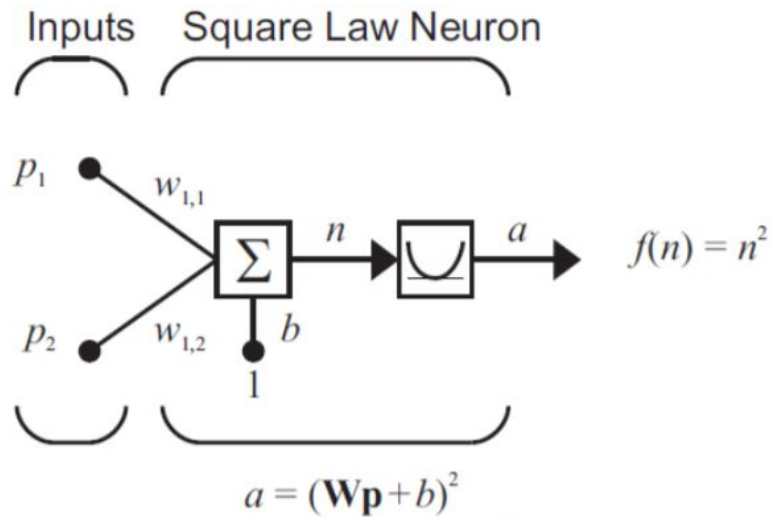 Inputs Square Law Neuron
p₁ w₁,₁
Σ n a f(n) = n²
p₂ w₁,₂ b
1
a = (Wp + b)²